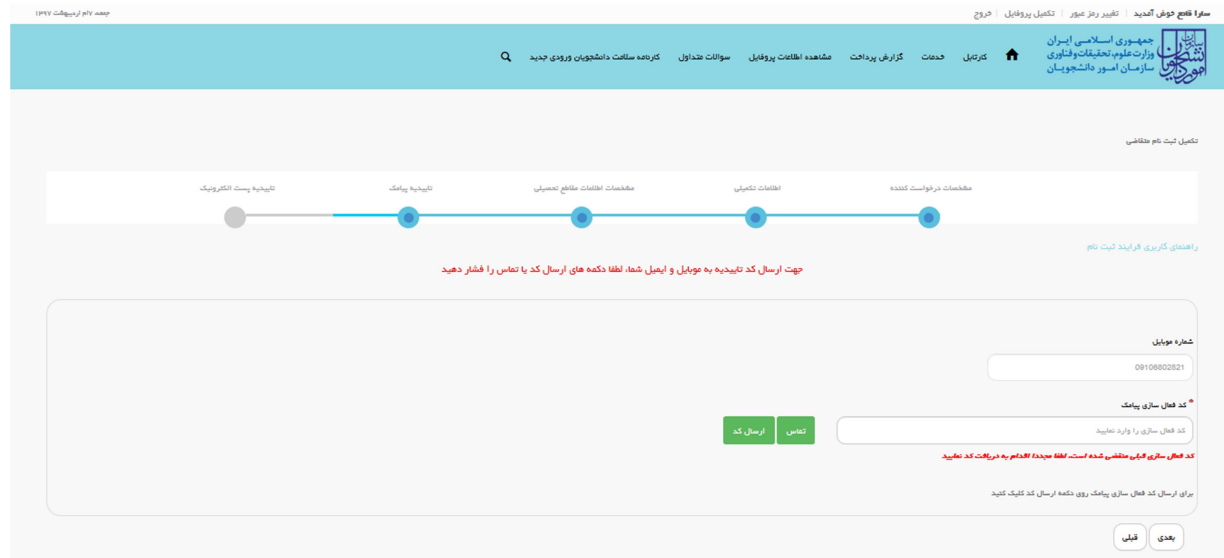 سارا قانع خوش آمدید | تغییر رمز عبور | تکمیل پروفایل | خروج
جمعه ۷ام اردیبهشت ۱۳۹۷
سازمان
امور دانشجویان
جمهوری اسلامی ایران
وزارت علوم، تحقیقات و فناوری
سازمان امور دانشجویان
کارتابل خدمات گزارش پرداخت مشاهده اطلاعات پروفایل سوالات متداول کارنامه سلامت دانشجویان ورودی جدید
تکمیل ثبت نام متقاضی
مشخصات درخواست کننده اطلاعات تکمیلی مشخصات اطلاعات مقاطع تحصیلی تاییدیه پیامک تاییدیه پست الکترونیک
راهنمای کاربری فرایند ثبت نام
جهت ارسال کد تاییدیه به موبایل و ایمیل شما، لطفا دکمه های ارسال کد یا تماس را فشار دهید
شماره موبایل
09106802821
* کد فعال سازی پیامک
کد فعال سازی را وارد نمایید تماس ارسال کد
کد فعال سازی قبلی منقضی شده است، لطفا مجددا اقدام به دریافت کد نمایید
برای ارسال کد فعال سازی پیامک روی دکمه ارسال کد کلیک کنید
بعدی قبلی